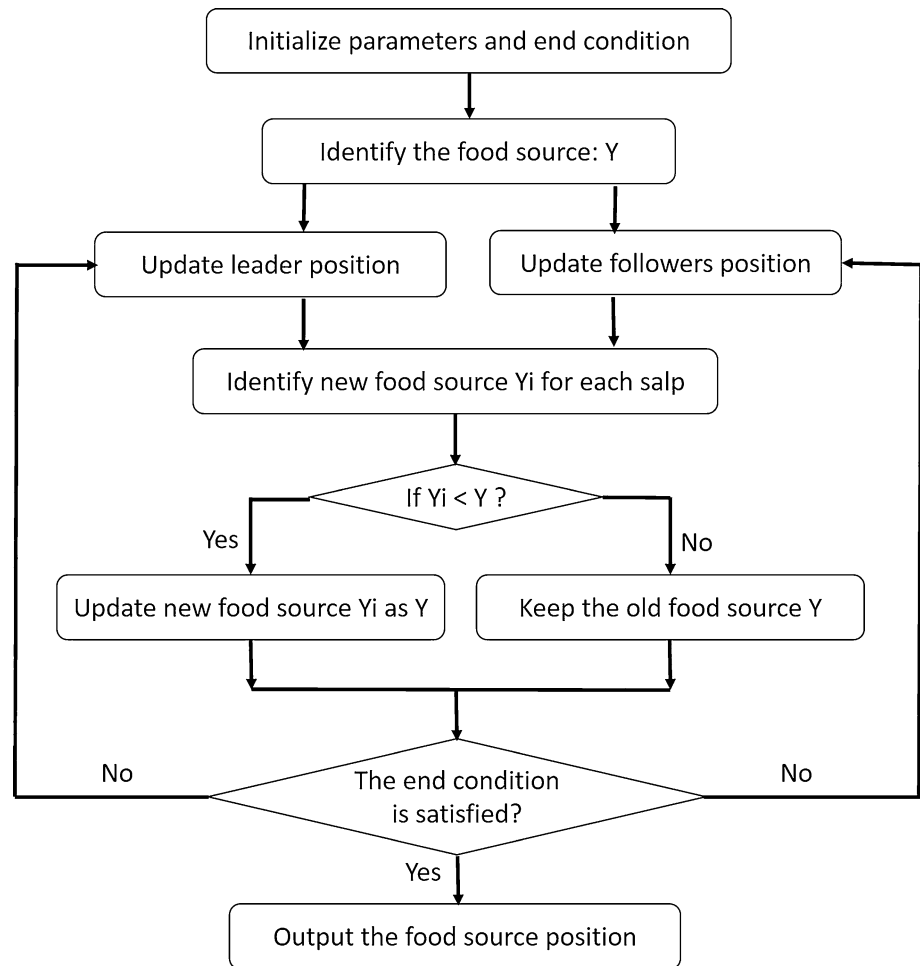 Initialize parameters and end condition
Identify the food source: Y
Update leader position
Update followers position
Identify new food source Yi for each salp
If Yi < Y ?
Yes
No
Update new food source Yi as Y
Keep the old food source Y
No
The end condition
is satisfied?
No
Yes
Output the food source position